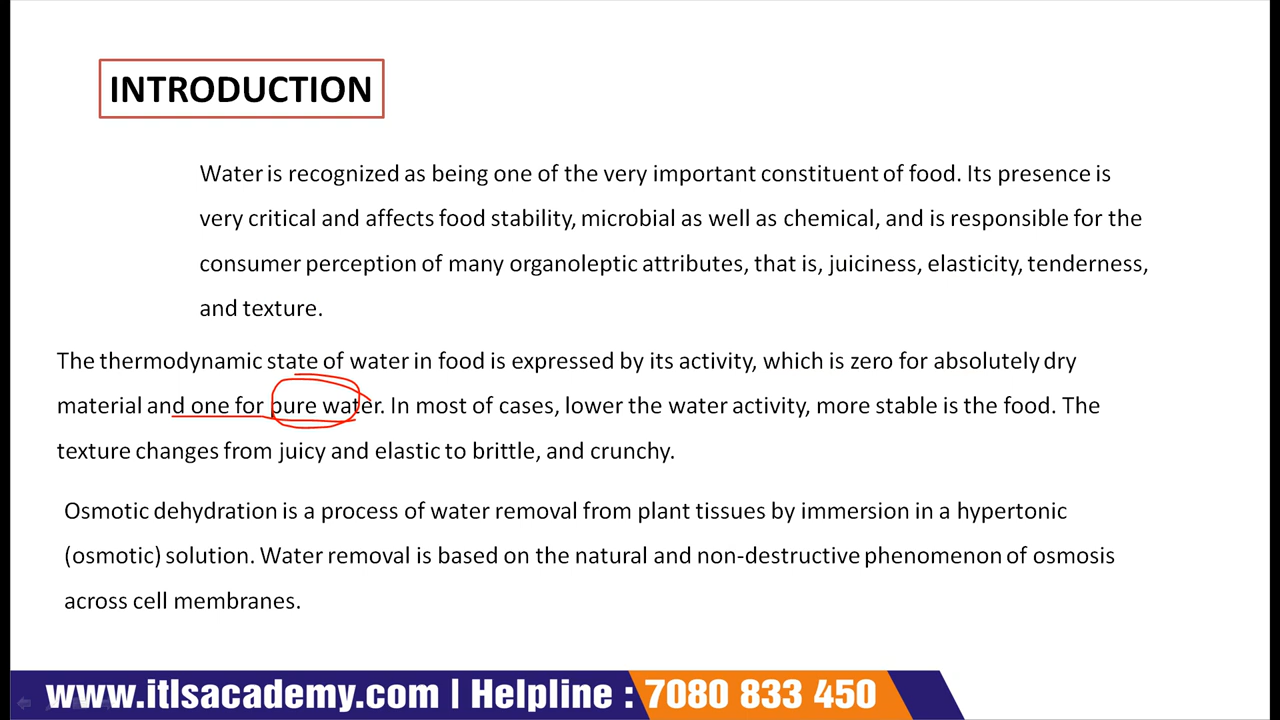 INTRODUCTION
Water is recognized as being one of the very important constituent of food. Its presence is
very critical and affects food stability, microbial as well as chemical, and is responsible for the
consumer perception of many organoleptic attributes, that is, juiciness, elasticity, tenderness,
and texture.
The thermodynamic state of water in food is expressed by its activity, which is zero for absolutely dry
material and one for pure water. In most of cases, lower the water activity, more stable is the food. The
texture changes from juicy and elastic to brittle, and crunchy.
Osmotic dehydration is a process of water removal from plant tissues by immersion in a hypertonic
(osmotic) solution. Water removal is based on the natural and non-destructive phenomenon of osmosis
across cell membranes.
www.itlsacademy.com | Helpline : 7080 833 450